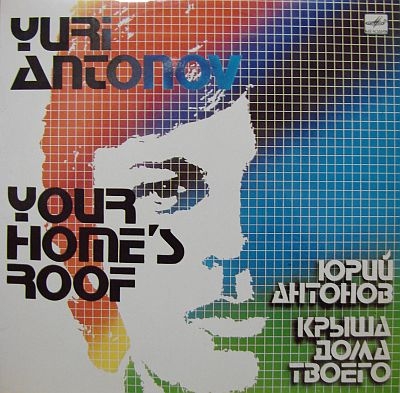 YURI
ANTONOV
YOUR
HOME'S
ROOF
ЮРИЙ
АНТОНОВ
КРЫША
ДОМА
ТВОЕГО